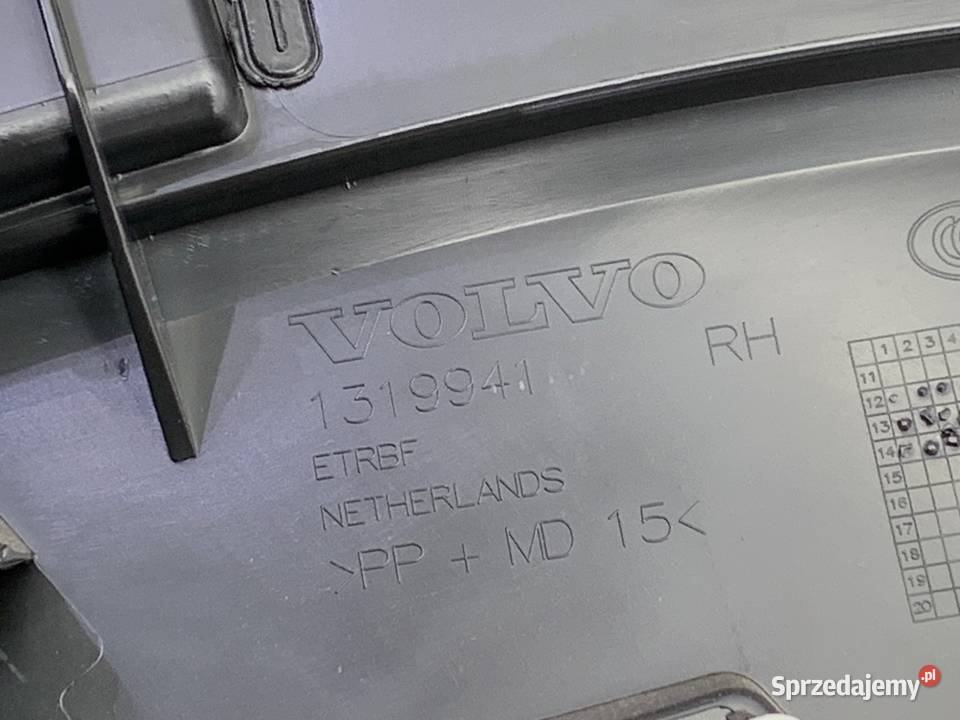 VOLVO
1319941
RH
ETRBF
NETHERLANDS
>PP + MD 15<
1 2 3 4
11
12
13
14
15
16
17
18
19
20
Sprzedajemy.pl